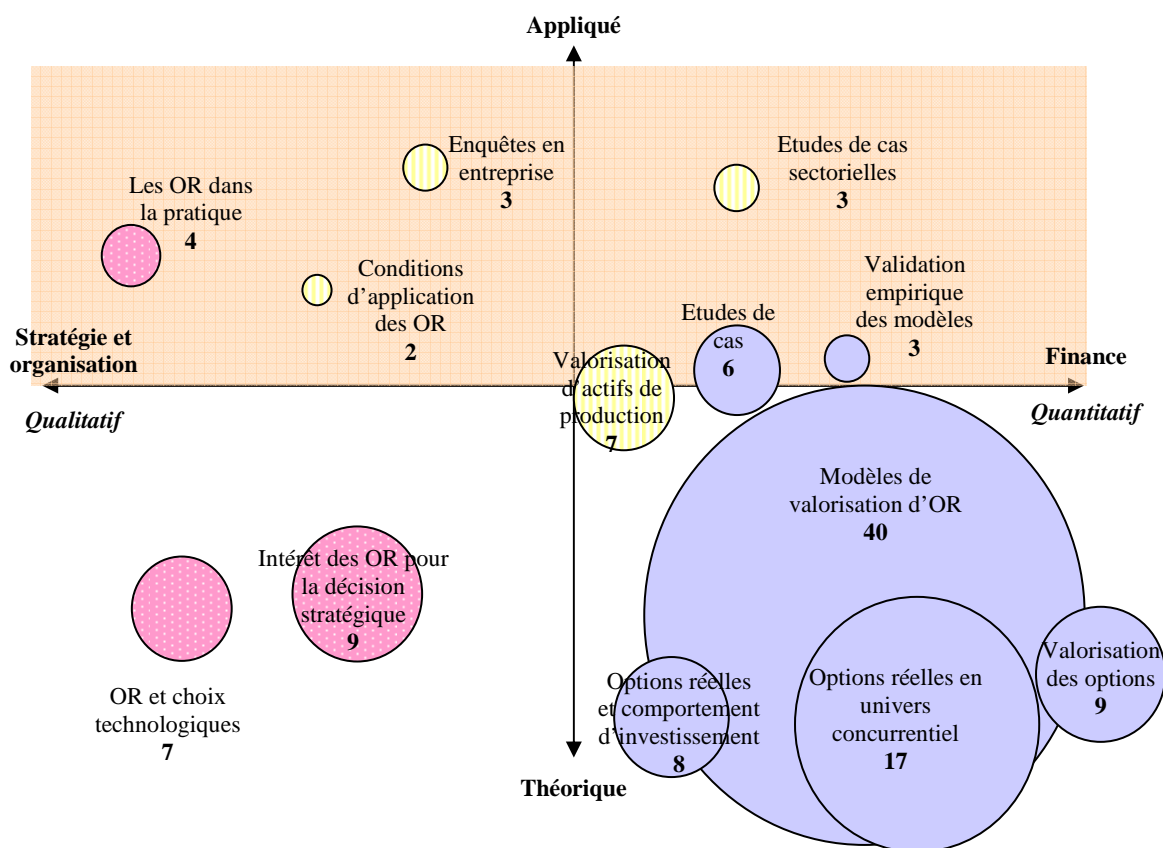 Appliqué
Enquêtes en
entreprise
3
Etudes de cas
sectorielles
3
Les OR dans
la pratique
4
Conditions
d'application
des OR
2
Validation
empirique
des modèles
3
Etudes de
cas
6
Stratégie et
organisation
Finance
Valorisation
d'actifs de
production
7
Qualitatif
Quantitatif
Modèles de
valorisation d'OR
40
Intérêt des OR pour
la décision
stratégique
9
OR et choix
technologiques
7
Options réelles
et comportement
d'investissement
8
Options réelles en
univers
concurrentiel
17
Valorisation
des options
9
Théorique